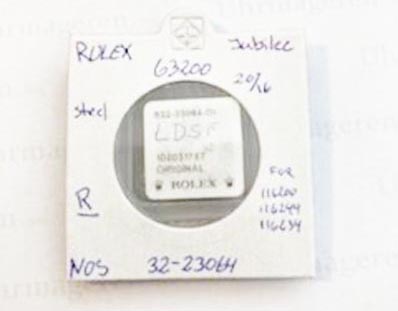 ROLEX
Jubilee
63200
20/16
steel
LDSF
ORIGINAL
ROLEX
R
FOR
116200
116244
116234
NOS
32-23064